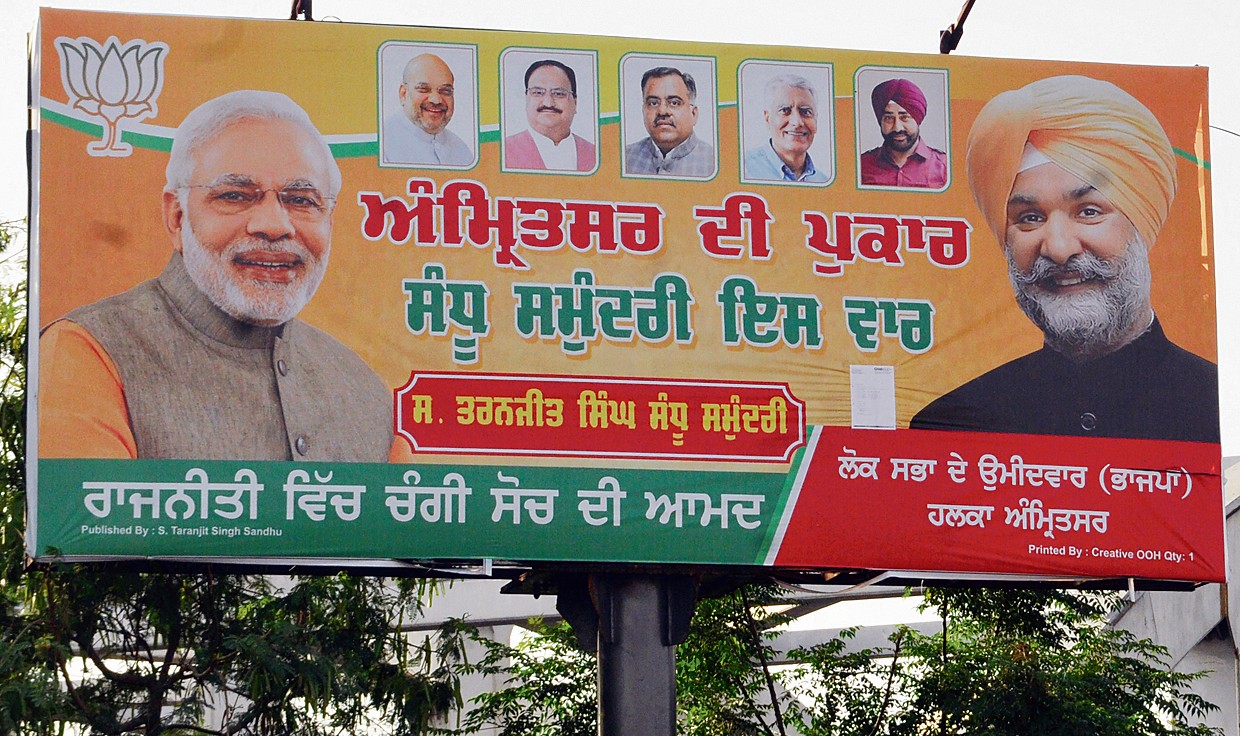 ਅੰਮ੍ਰਿਤਸਰ ਦੀ ਪੁਕਾਰ
ਸੰਧੂ ਸਮੁੰਦਰੀ ਇਸ ਵਾਰ
ਸ. ਤਰਨਜੀਤ ਸਿੰਘ ਸੰਧੂ ਸਮੁੰਦਰੀ
ਰਾਜਨੀਤੀ ਵਿੱਚ ਚੰਗੀ ਸੋਚ ਦੀ ਆਮਦ
Published By : S. Taranjit Singh Sandhu
ਲੋਕ ਸਭਾ ਦੇ ਉਮੀਦਵਾਰ (ਭਾਜਪਾ)
ਹਲਕਾ ਅੰਮ੍ਰਿਤਸਰ
Printed By : Creative OOH Qty: 1